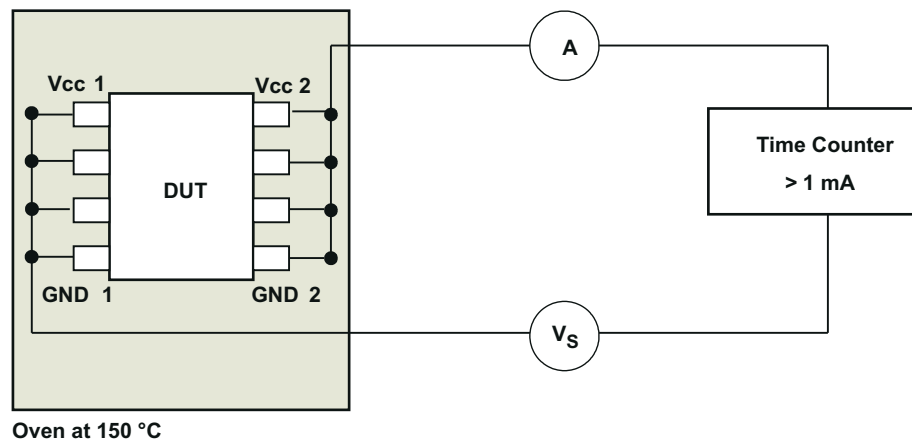 A
Vcc 1
Vcc 2
Time Counter
> 1 mA
DUT
GND 1
GND 2
VS
Oven at 150 °C